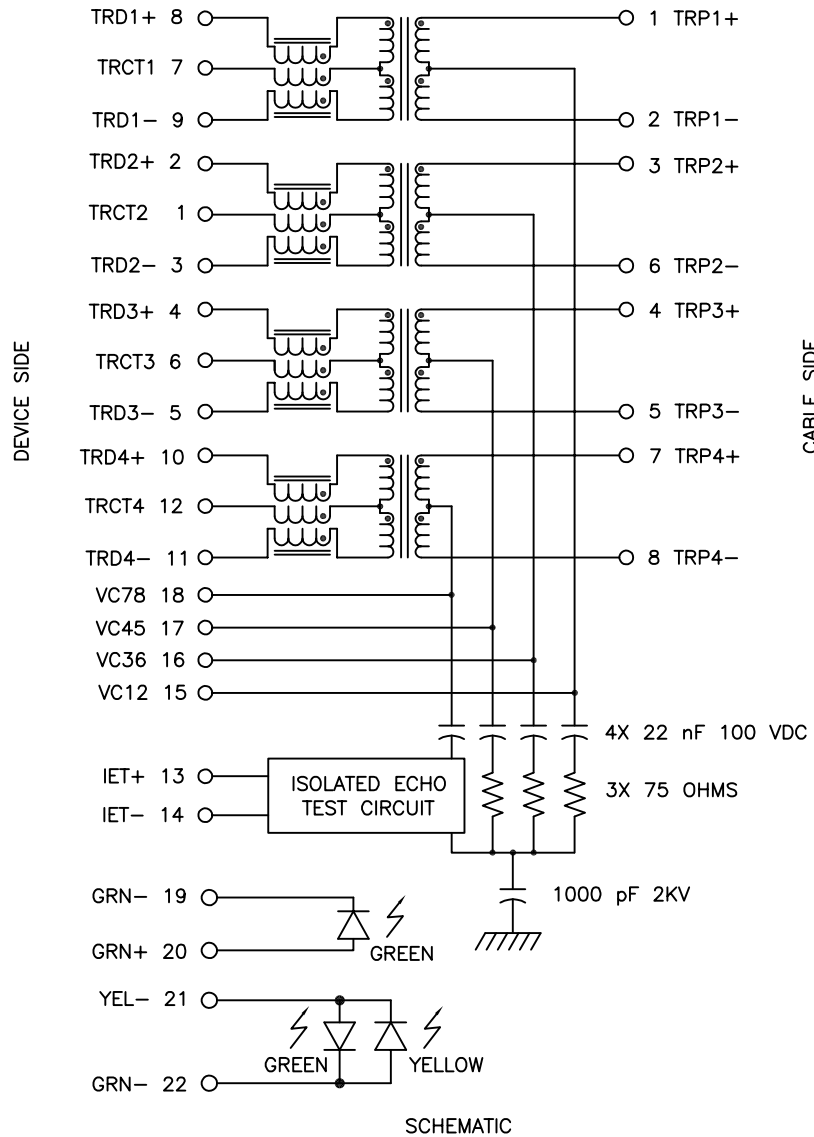 TRD1+ 8
1 TRP1+
TRCT1 7
TRD1- 9
2 TRP1-
TRD2+ 2
3 TRP2+
TRCT2 1
TRD2- 3
6 TRP2-
TRD3+ 4
4 TRP3+
DEVICE SIDE
CABLE SIDE
TRCT3 6
TRD3- 5
5 TRP3-
TRD4+ 10
7 TRP4+
TRCT4 12
TRD4- 11
8 TRP4-
VC78 18
VC45 17
VC36 16
VC12 15
4X 22 nF 100 VDC
IET+ 13
ISOLATED ECHO
TEST CIRCUIT
3X 75 OHMS
IET- 14
GRN- 19
1000 pF 2KV
GRN+ 20
GREEN
YEL- 21
GREEN
YELLOW
GRN- 22
SCHEMATIC